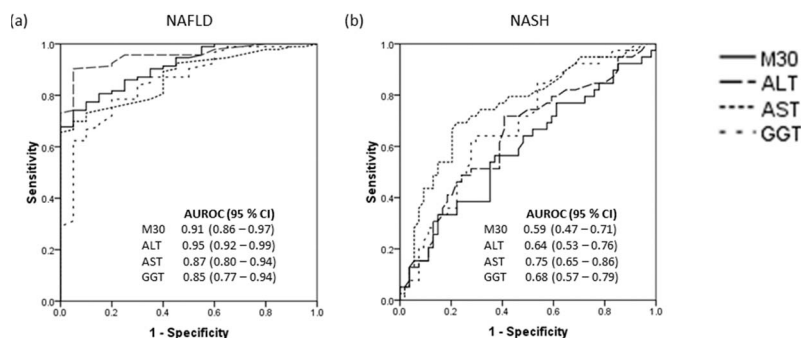 (a)
NAFLD
1.0
0.8
0.6
0.4
0.2
0.0
Sensitivity
AUROC (95 % CI)
M30 0.91 (0.86 – 0.97)
ALT 0.95 (0.92 – 0.99)
AST 0.87 (0.80 – 0.94)
GGT 0.85 (0.77 – 0.94)
0.0 0.2 0.4 0.6 0.8 1.0
1 - Specificity
(b)
NASH
1.0
0.8
0.6
0.4
0.2
0.0
Sensitivity
AUROC (95 % CI)
M30 0.59 (0.47 – 0.71)
ALT 0.64 (0.53 – 0.76)
AST 0.75 (0.65 – 0.86)
GGT 0.68 (0.57 – 0.79)
0.0 0.2 0.4 0.6 0.8 1.0
1 - Specificity
M30
ALT
AST
GGT